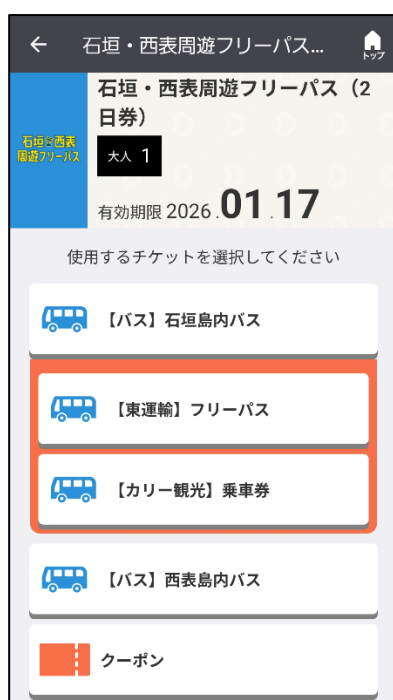 石垣・西表周遊フリーパス...
トップ
石垣・西表周遊フリーパス（2
日券）
石垣⇄西表
周遊フリーパス
大人 1
有効期限 2026.01.17
使用するチケットを選択してください
【バス】石垣島内バス
【東運輸】フリーパス
【カリー観光】乗車券
【バス】西表島内バス
クーポン